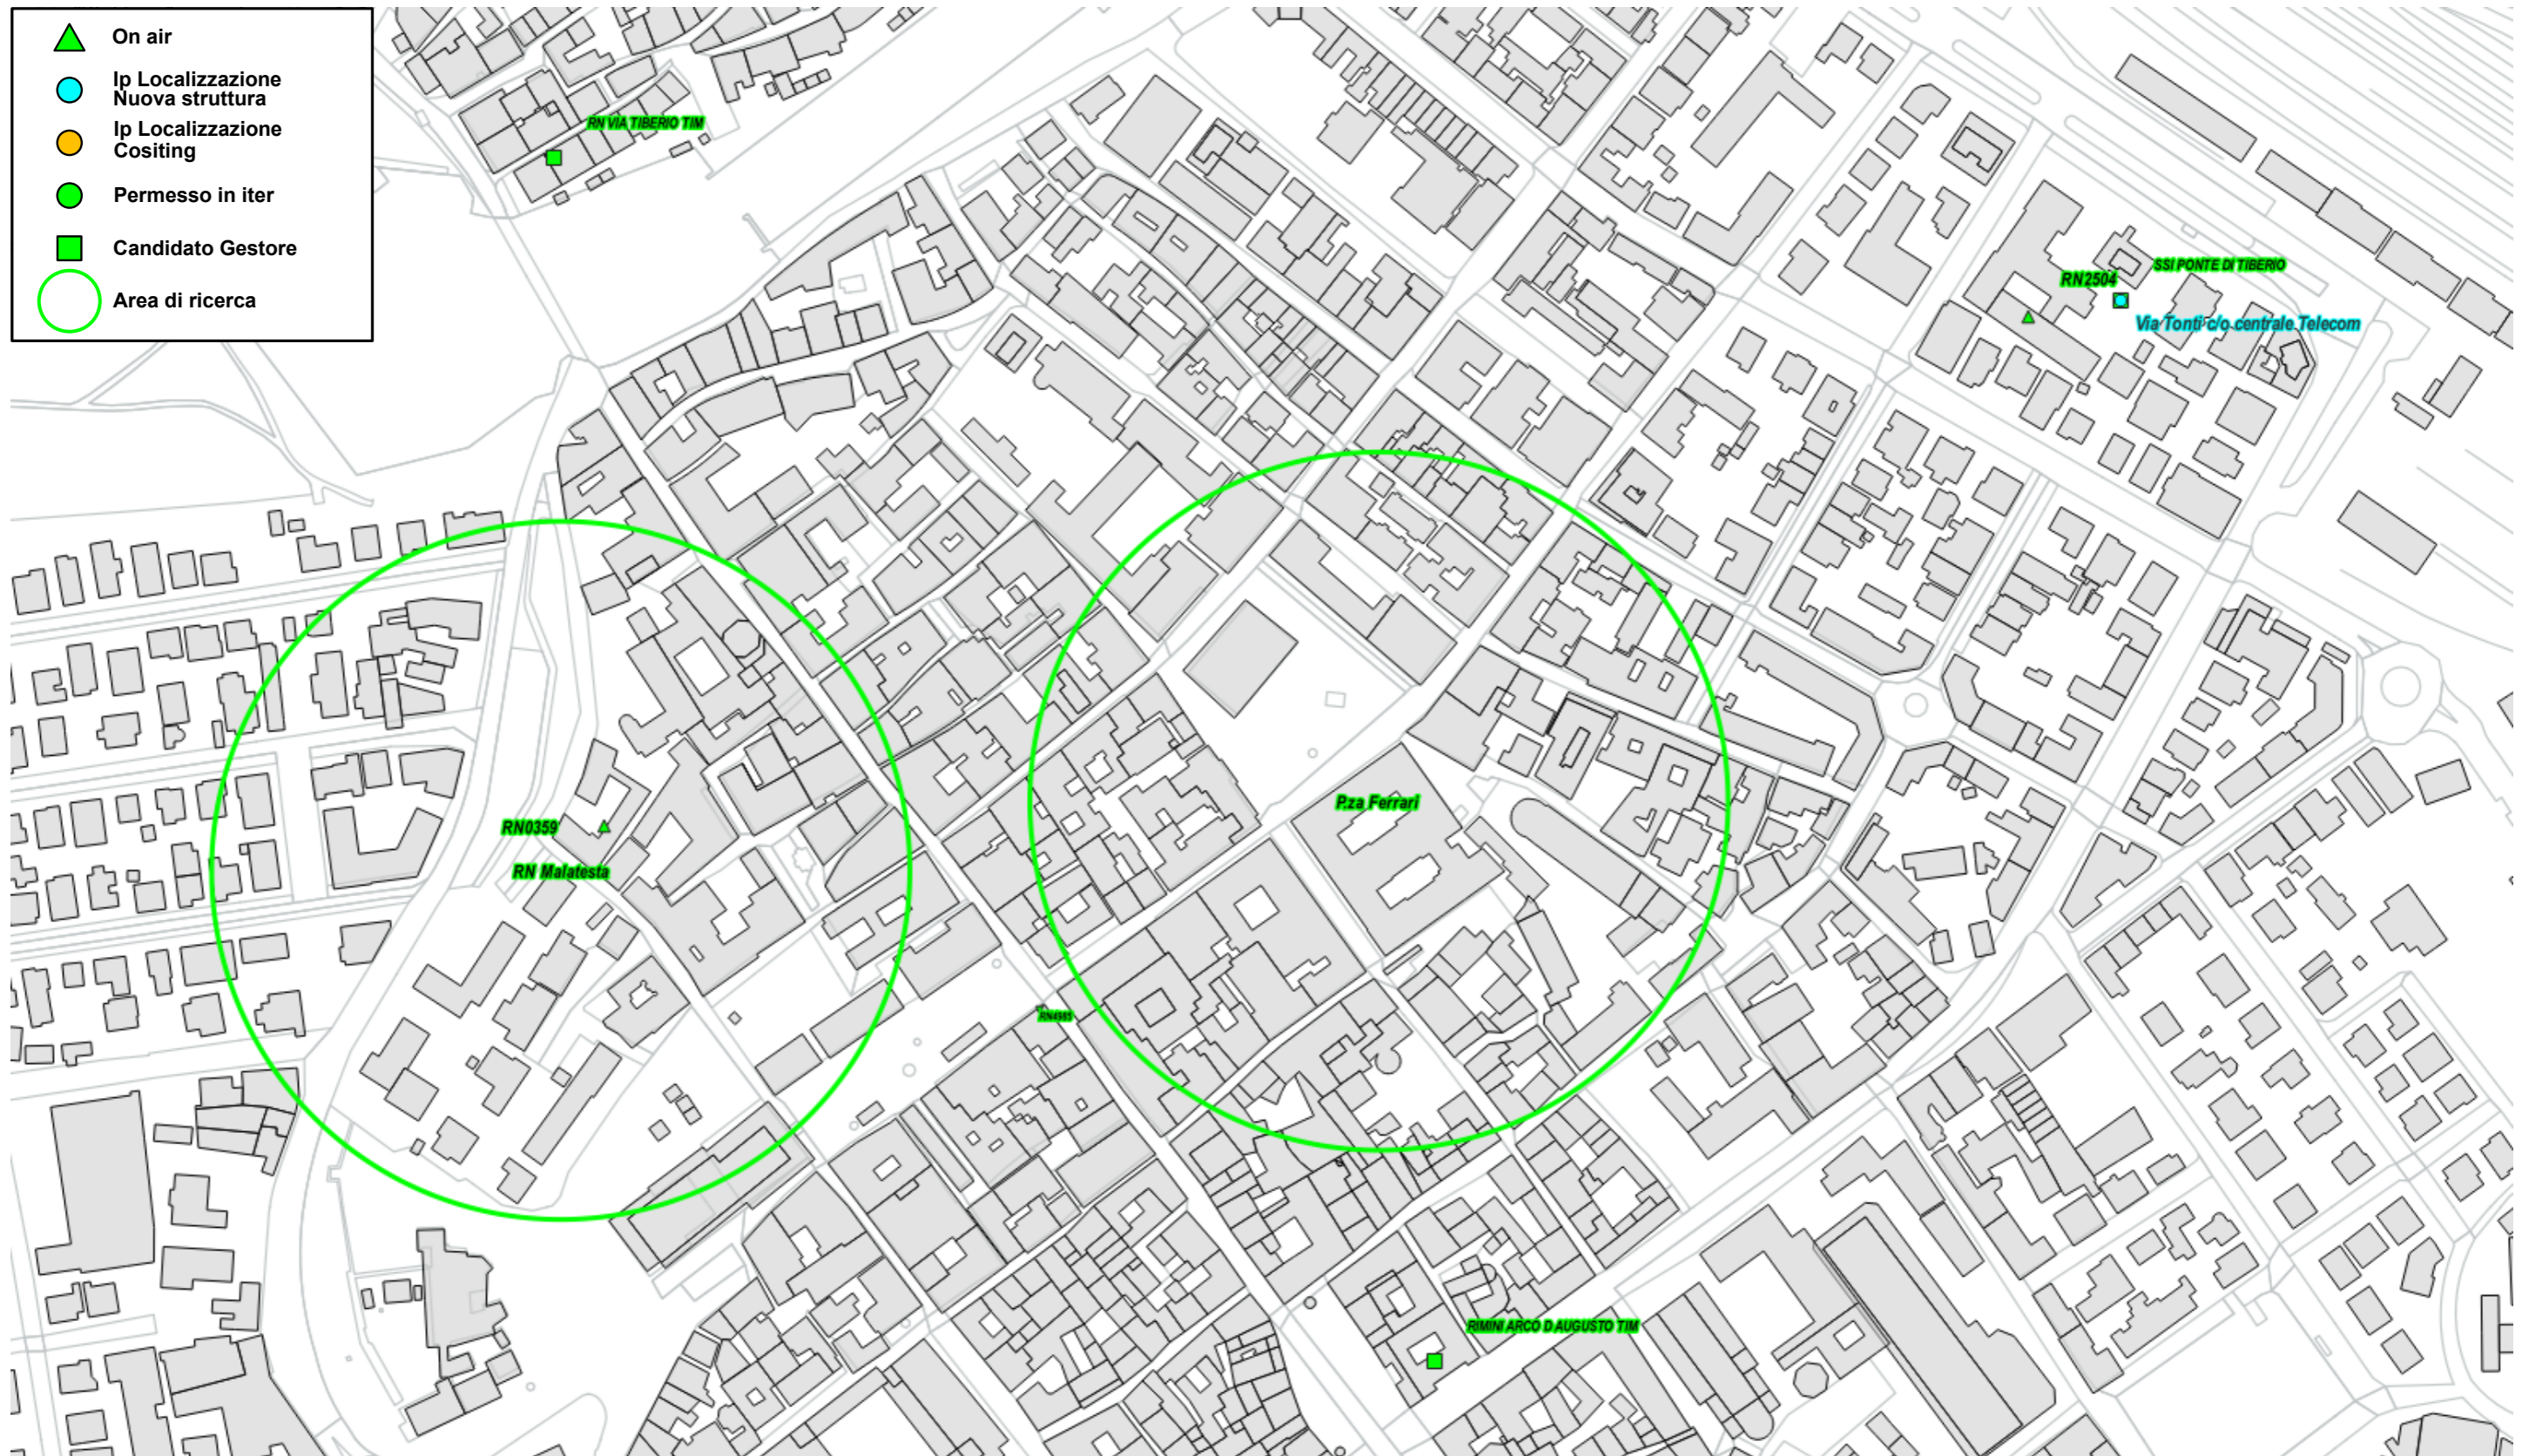 On air
Ip Localizzazione
Nuova struttura
Ip Localizzazione
Cositing
Permesso in iter
Candidato Gestore
Area di ricerca
RN VIA TIBERIO TIM
SSI PONTE DI TIBERIO
RN2504
Via Tonti c/o centrale Telecom
P.za Ferrari
RN0359
RN Malatesta
RN4985
RIMINI ARCO D AUGUSTO TIM